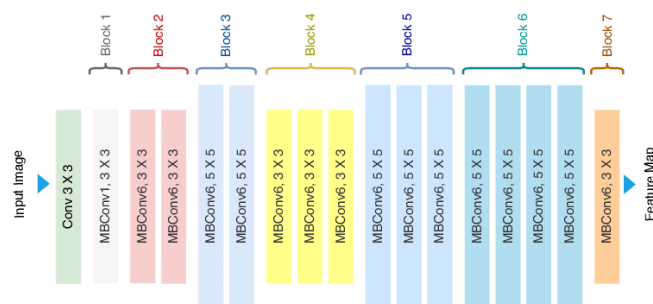 Block 1
Block 2
Block 3
Block 4
Block 5
Block 6
Block 7
Input Image
Conv 3 X 3
MBConv1, 3 X 3
MBConv6, 3 X 3
MBConv6, 3 X 3
MBConv6, 5 X 5
MBConv6, 5 X 5
MBConv6, 3 X 3
MBConv6, 3 X 3
MBConv6, 3 X 3
MBConv6, 5 X 5
MBConv6, 5 X 5
MBConv6, 5 X 5
MBConv6, 5 X 5
MBConv6, 5 X 5
MBConv6, 5 X 5
MBConv6, 5 X 5
MBConv6, 3 X 3
Feature Map